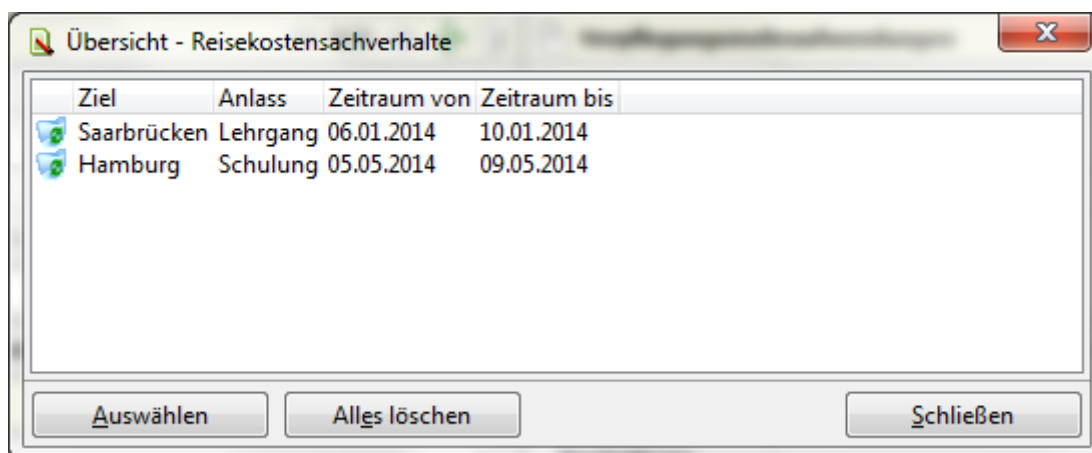 Übersicht - Reisekostensachverhalte
Ziel Anlass Zeitraum von Zeitraum bis
Saarbrücken Lehrgang 06.01.2014 10.01.2014
Hamburg Schulung 05.05.2014 09.05.2014
Auswählen Alles löschen Schließen